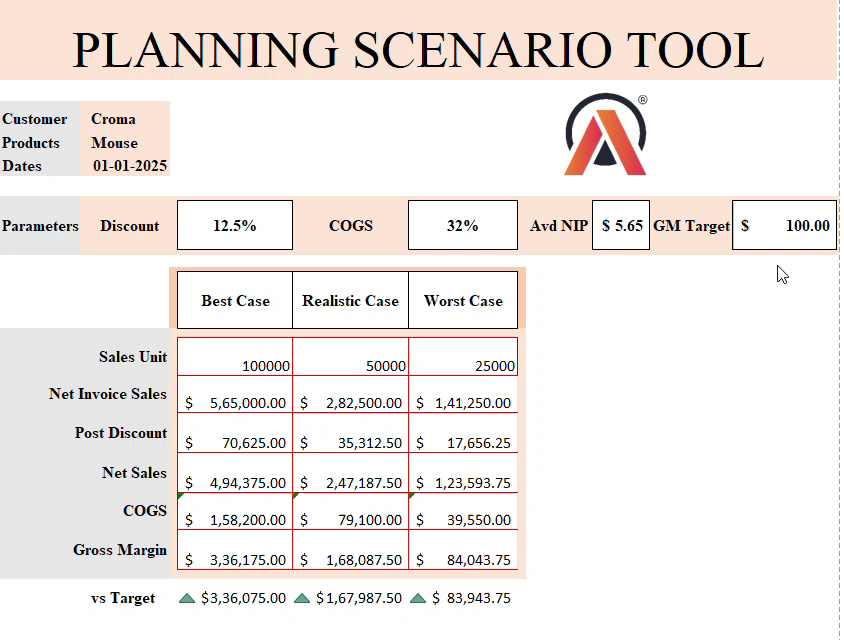 PLANNING SCENARIO TOOL
Customer Croma
Products Mouse
Dates 01-01-2025
®
Parameters Discount 12.5% COGS 32% Avd NIP $ 5.65 GM Target $ 100.00
Best Case Realistic Case Worst Case
Sales Unit 100000 50000 25000
Net Invoice Sales $ 5,65,000.00 $ 2,82,500.00 $ 1,41,250.00
Post Discount $ 70,625.00 $ 35,312.50 $ 17,656.25
Net Sales $ 4,94,375.00 $ 2,47,187.50 $ 1,23,593.75
COGS $ 1,58,200.00 $ 79,100.00 $ 39,550.00
Gross Margin $ 3,36,175.00 $ 1,68,087.50 $ 84,043.75
vs Target $3,36,075.00 $1,67,987.50 $ 83,943.75